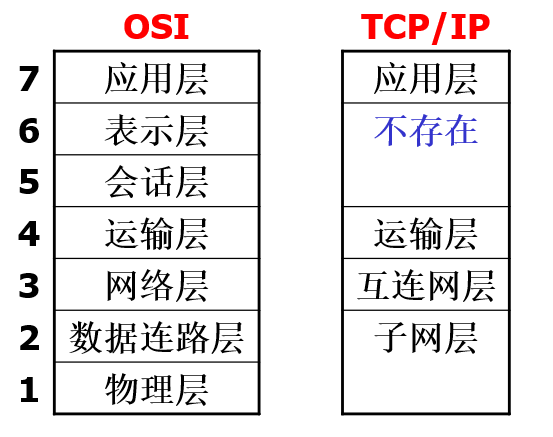 OSI TCP/IP
7 应用层 应用层
6 表示层 不存在
5 会话层
4 运输层 运输层
3 网络层 互连网层
2 数据连路层 子网层
1 物理层